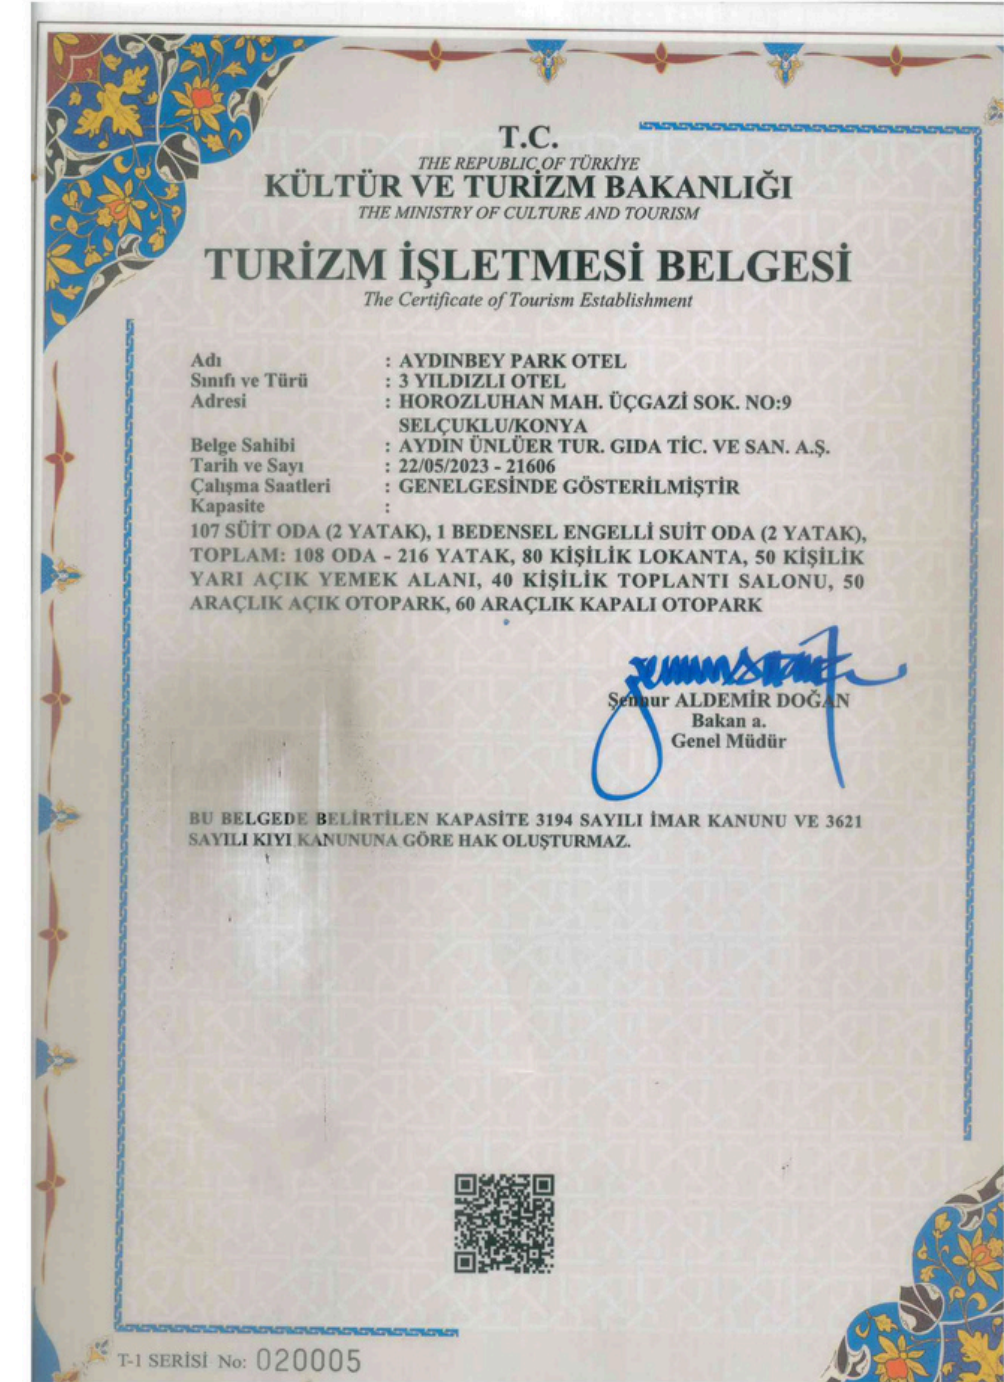 T.C.
THE REPUBLIC OF TÜRKİYE
KÜLTÜR VE TURİZM BAKANLIĞI
THE MINISTRY OF CULTURE AND TOURISM
TURİZM İŞLETMESİ BELGESİ
The Certificate of Tourism Establishment
Adı : AYDINBEY PARK OTEL
Sınıfı ve Türü : 3 YILDIZLI OTEL
Adresi : HOROZLUHAN MAH. ÜÇGAZİ SOK. NO:9
SELÇUKLU/KONYA
Belge Sahibi : AYDIN ÜNLÜER TUR. GIDA TİC. VE SAN. A.Ş.
Tarih ve Sayı : 22/05/2023 - 21606
Çalışma Saatleri : GENELGESİNDE GÖSTERİLMİŞTİR
Kapasite :
107 SÜİT ODA (2 YATAK), 1 BEDENSEL ENGELLİ SUİT ODA (2 YATAK),
TOPLAM: 108 ODA - 216 YATAK, 80 KİŞİLİK LOKANTA, 50 KİŞİLİK
YARI AÇIK YEMEK ALANI, 40 KİŞİLİK TOPLANTI SALONU, 50
ARAÇLIK AÇIK OTOPARK, 60 ARAÇLIK KAPALI OTOPARK
Şennur ALDEMİR DOĞAN
Bakan a.
Genel Müdür
BU BELGEDE BELİRTİLEN KAPASİTE 3194 SAYILI İMAR KANUNU VE 3621
SAYILI KIYI KANUNUNA GÖRE HAK OLUŞTURMAZ.
T-1 SERİSİ No: 020005